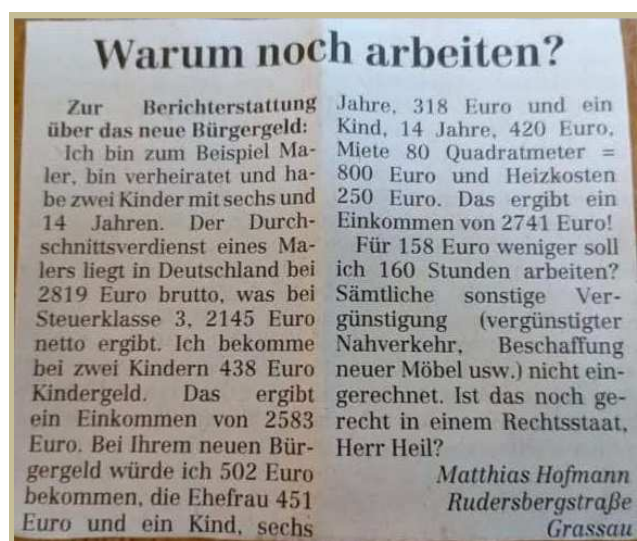 Warum noch arbeiten?
Zur Berichterstattung
über das neue Bürgergeld:
Ich bin zum Beispiel Ma-
ler, bin verheiratet und ha-
be zwei Kinder mit sechs und
14 Jahren. Der Durch-
schnittsverdienst eines Ma-
lers liegt in Deutschland bei
2819 Euro brutto, was bei
Steuerklasse 3, 2145 Euro
netto ergibt. Ich bekomme
bei zwei Kindern 438 Euro
Kindergeld. Das ergibt
ein Einkommen von 2583
Euro. Bei Ihrem neuen Bür-
gergeld würde ich 502 Euro
bekommen, die Ehefrau 451
Euro und ein Kind, sechs
Jahre, 318 Euro und ein
Kind, 14 Jahre, 420 Euro,
Miete 80 Quadratmeter =
800 Euro und Heizkosten
250 Euro. Das ergibt ein
Einkommen von 2741 Euro!
Für 158 Euro weniger soll
ich 160 Stunden arbeiten?
Sämtliche sonstige Ver-
günstigung (vergünstigter
Nahverkehr, Beschaffung
neuer Möbel usw.) nicht ein-
gerechnet. Ist das noch ge-
recht in einem Rechtsstaat,
Herr Heil?
Matthias Hofmann
Rudersbergstraße
Grassau